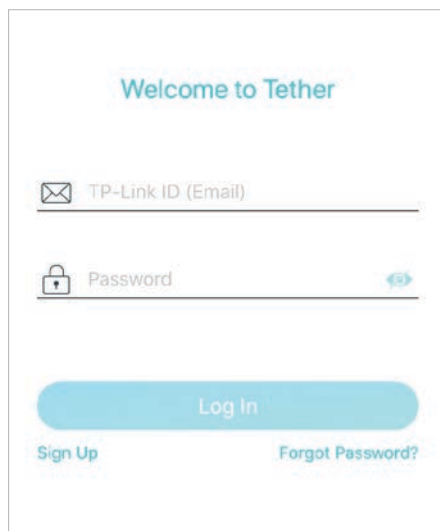 Welcome to Tether
TP-Link ID (Email)
Password
Log In
Sign Up Forgot Password?